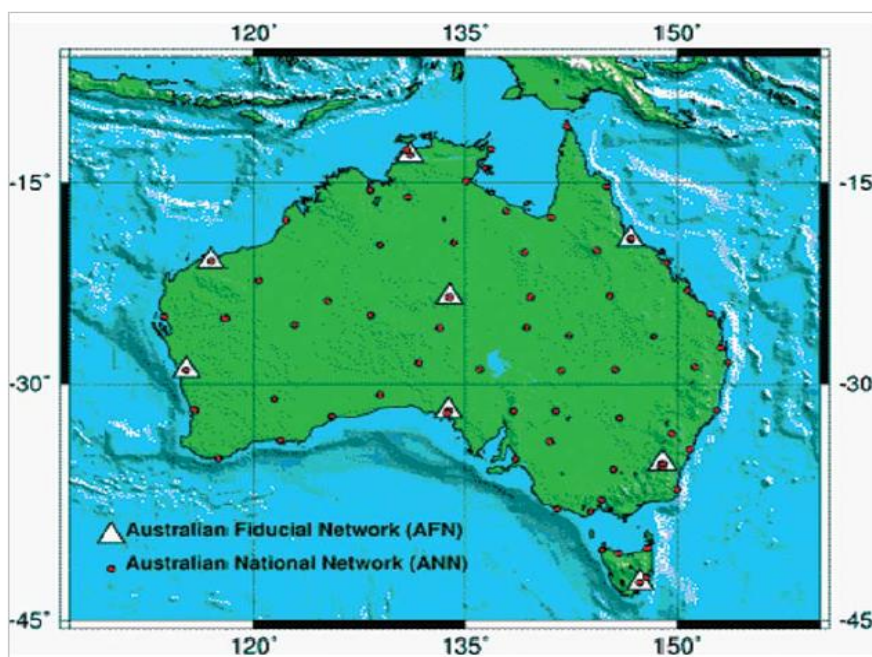 120° 135° 150°
-15° -15°
-30° -30°
Australian Fiducial Network (AFN)
Australian National Network (ANN)
-45° -45°
120° 135° 150°